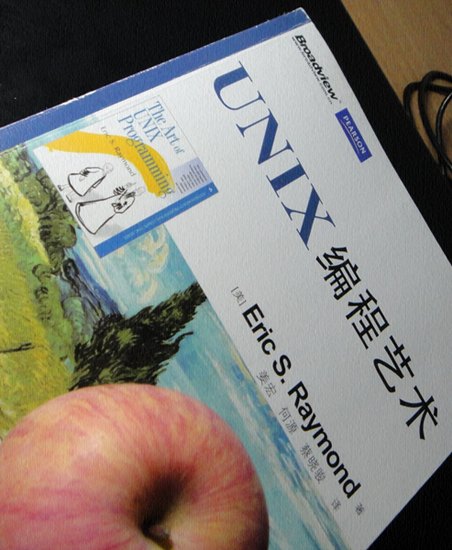 Broadview
PEARSON
UNIX 编程艺术
The Art of
UNIX
Programming
Eric S. Raymond
[美] Eric S. Raymond 著
姜宏 何源 蔡晓骏 译